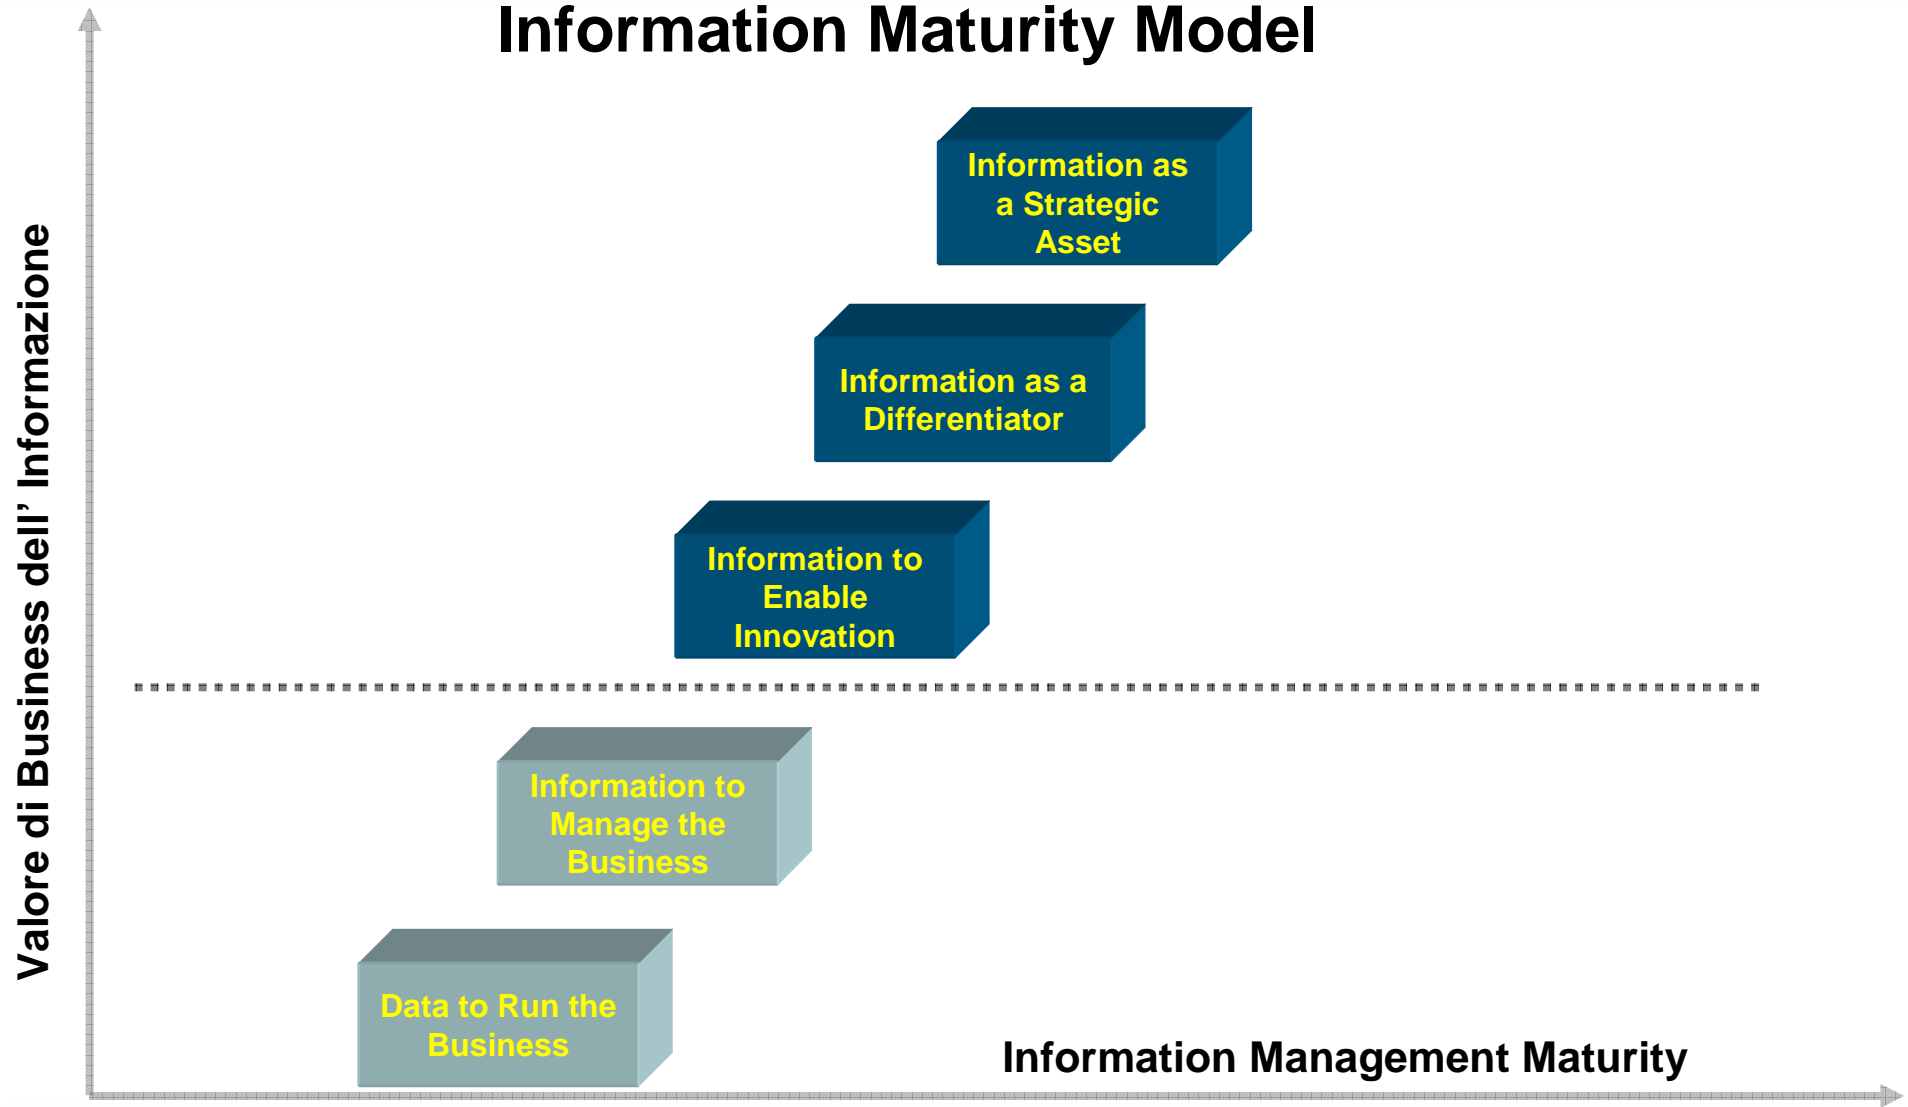 Information Maturity Model
Valore di Business dell’ Informazione
Information as
a Strategic
Asset
Information as a
Differentiator
Information to
Enable
Innovation
Information to
Manage the
Business
Data to Run the
Business
Information Management Maturity